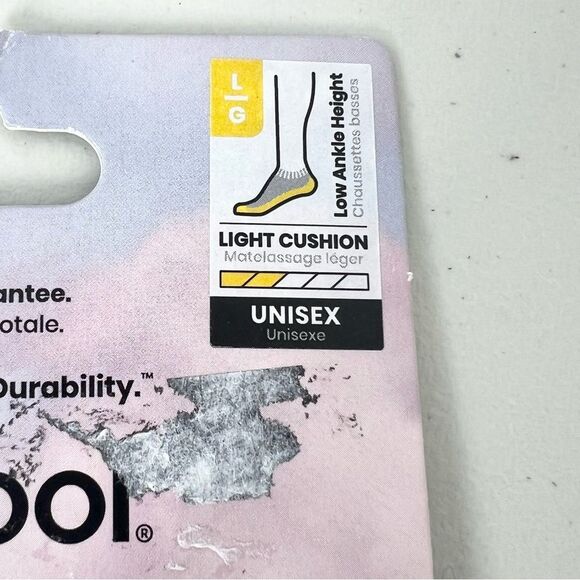 L
G
Low Ankle Height
Chaussettes basses
LIGHT CUSHION
Matelassage léger
UNISEX
Unisexe
antee.
otale.
Durability.™
ool®